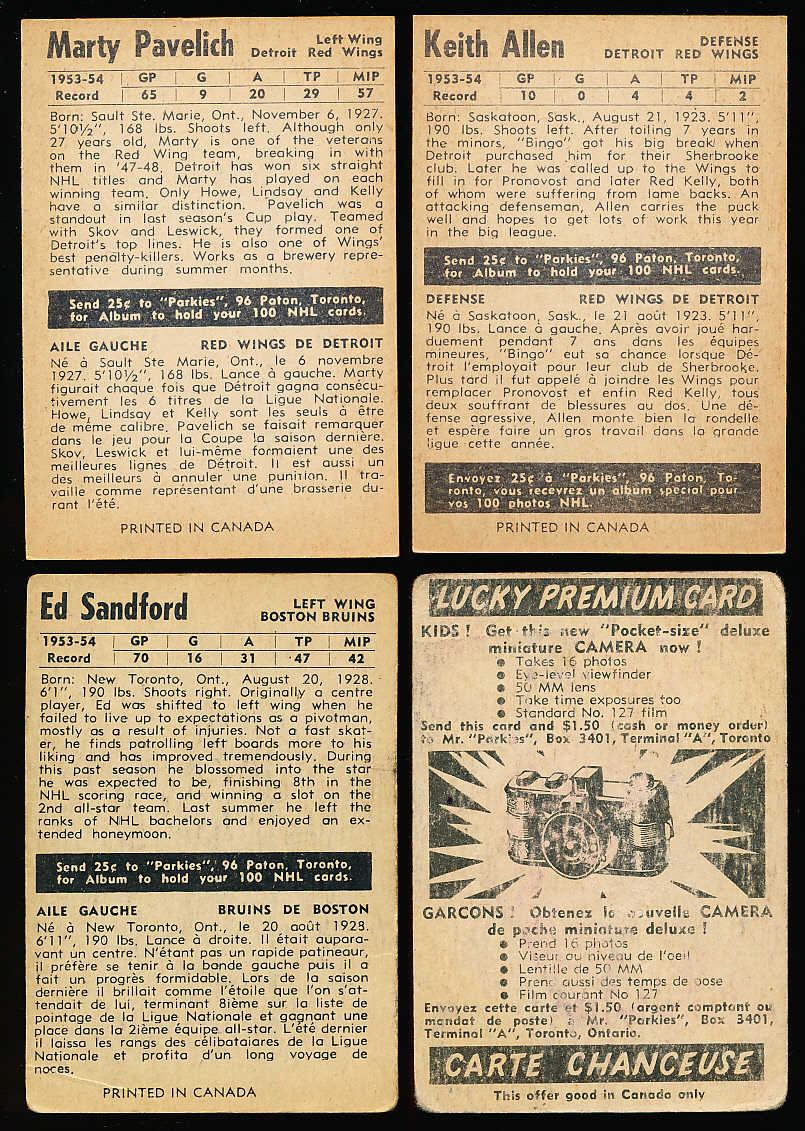 Marty Pavelich
Left Wing
Detroit Red Wings
1953-54 GP G A TP MIP
Record 65 9 20 29 57
Born: Sault Ste. Marie, Ont., November 6, 1927.
5'10½", 168 lbs. Shoots left. Although only
27 years old, Marty is one of the veterans
on the Red Wing team, breaking in with
them in '47-48. Detroit has won six straight
NHL titles and Marty has played on each
winning team. Only Howe, Lindsay and Kelly
have a similar distinction. Pavelich was a
standout in last season's Cup play. Teamed
with Skov and Leswick, they formed one of
Detroit's top lines. He is also one of Wings'
best penalty-killers. Works as a brewery repre-
sentative during summer months.
Send 25¢ to "Parkies", 96 Paton, Toronto,
for Album to hold your 100 NHL cards.
AILE GAUCHE RED WINGS DE DETROIT
Né à Sault Ste Marie, Ont., le 6 novembre
1927. 5'10½", 168 lbs. Lance à gauche. Marty
figurait chaque fois que Détroit gagna consécu-
tivement les 6 titres de la Ligue Nationale.
Howe, Lindsay et Kelly sont les seuls à être
de même calibre. Pavelich se faisait remarquer
dans le jeu pour la Coupe la saison dernière.
Skov, Leswick et lui-même formaient une des
meilleures lignes de Détroit. Il est aussi un
des meilleurs à annuler une punition. Il tra-
vaille comme représentant d'une brasserie du-
rant l'été.
PRINTED IN CANADA
Keith Allen
DEFENSE
DETROIT RED WINGS
1953-54 GP G A TP MIP
Record 10 0 4 4 2
Born: Saskatoon, Sask., August 21, 1923. 5'11",
190 lbs. Shoots left. After toiling 7 years in
the minors, "Bingo" got his big break when
Detroit purchased him for their Sherbrooke
club. Later he was called up to the Wings to
fill in for Pronovost and later Red Kelly, both
of whom were suffering from lame backs. An
attacking defenseman, Allen carries the puck
well and hopes to get lots of work this year
in the big league.
Send 25¢ to "Parkies", 96 Paton, Toronto,
for Album to hold your 100 NHL cards.
DEFENSE RED WINGS DE DETROIT
Né à Saskatoon, Sask., le 21 août 1923. 5'11",
190 lbs. Lance à gauche. Après avoir joué har-
duement pendant 7 ans dans les équipes
mineures, "Bingo" eut sa chance lorsque Dé-
troit l'employait pour leur club de Sherbrooke.
Plus tard il fut appelé à joindre les Wings pour
remplacer Pronovost et enfin Red Kelly, tous
deux souffrant de blessures au dos. Une dé-
fense agressive, Allen monte bien la rondelle
et espère faire un gros travail dans la grande
ligue cette année.
Envoyez 25¢ à "Parkies", 96 Paton, To-
ronto, vous recevrez un album special pour
vos 100 photos NHL.
PRINTED IN CANADA
Ed Sandford
LEFT WING
BOSTON BRUINS
1953-54 GP G A TP MIP
Record 70 16 31 47 42
Born: New Toronto, Ont., August 20, 1928.
6'1", 190 lbs. Shoots right. Originally a centre
player, Ed was shifted to left wing when he
failed to live up to expectations as a pivotman,
mostly as a result of injuries. Not a fast skat-
er, he finds patrolling left boards more to his
liking and has improved tremendously. During
this past season he blossomed into the star
he was expected to be, finishing 8th in the
NHL scoring race, and winning a slot on the
2nd all-star team. Last summer he left the
ranks of NHL bachelors and enjoyed an ex-
tended honeymoon.
Send 25¢ to "Parkies", 96 Paton, Toronto,
for Album to hold your 100 NHL cards.
AILE GAUCHE BRUINS DE BOSTON
Né à New Toronto, Ont., le 20 août 1928.
6'1", 190 lbs. Lance à droite. Il était aupara-
vant un centre. N'étant pas un rapide patineur,
il préfère se tenir à la bande gauche puis il a
fait un progrès formidable. Lors de la saison
dernière il brillait comme l'étoile que l'on s'at-
tendait de lui, terminant 8ième sur la liste de
pointage de la Ligue Nationale et gagnant une
place dans la 2ième équipe all-star. L'été dernier
il laissa les rangs des célibataires de la Ligue
Nationale et profita d'un long voyage de
noces.
PRINTED IN CANADA
LUCKY PREMIUM CARD
KIDS! Get this new "Pocket-size" deluxe
miniature CAMERA now!
● Takes 16 photos
● Eye-level viewfinder
● 50 MM lens
● Take time exposures too
● Standard No. 127 film
Send this card and $1.50 (cash or money order)
to Mr. "Parkies", Box 3401, Terminal "A", Toronto
GARCONS! Obtenez la nouvelle CAMERA
de poche miniature deluxe!
● Prend 16 photos
● Viseur au niveau de l'oeil
● Lentille de 50 MM
● Prend aussi des temps de pose
● Film courant No 127
Envoyez cette carte et $1.50 (argent comptant ou
mandat de poste) à Mr. "Parkies", Box 3401,
Terminal "A", Toronto, Ontario.
CARTE CHANCEUSE
This offer good in Canada only